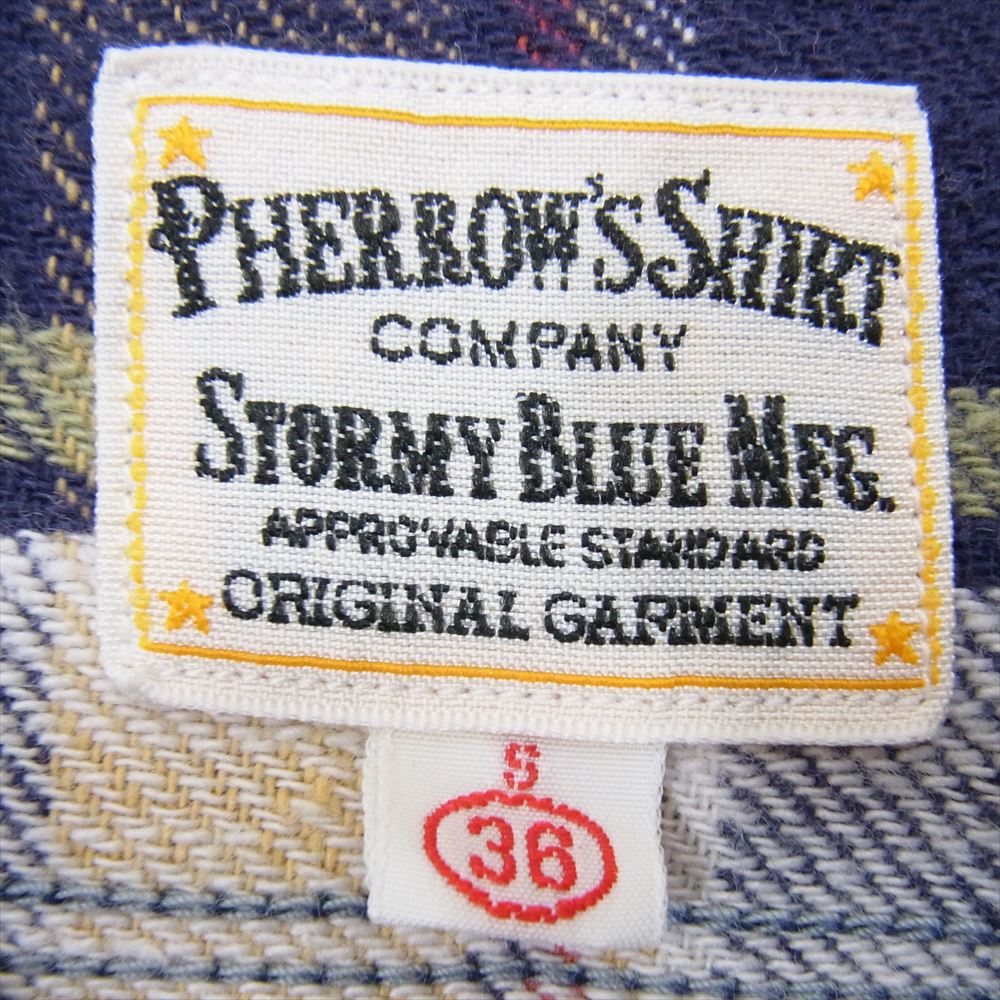 PHERROW'S SHIRT
COMPANY
STORMY BLUE MFG.
APPROVABLE STANDARD
ORIGINAL GARMENT
S
36